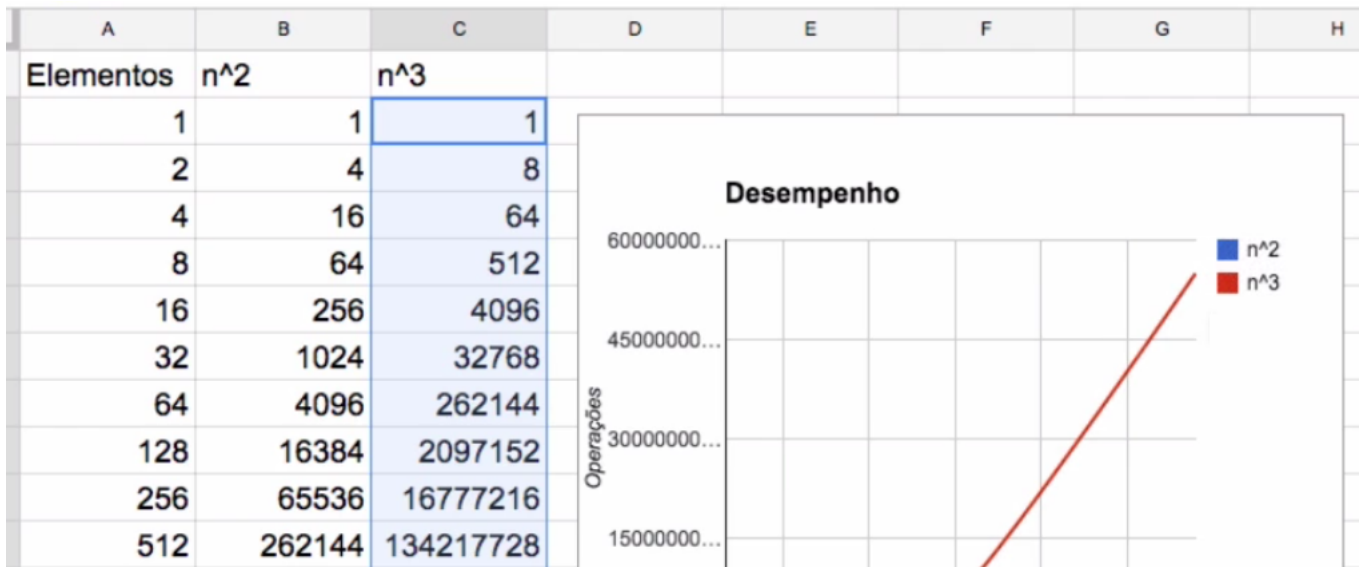 A B C D E F G H
Elementos n^2 n^3
1 1 1
2 4 8
4 16 64
8 64 512
16 256 4096
32 1024 32768
64 4096 262144
128 16384 2097152
256 65536 16777216
512 262144 134217728
Desempenho
60000000...
45000000...
30000000...
15000000...
Operações
n^2
n^3